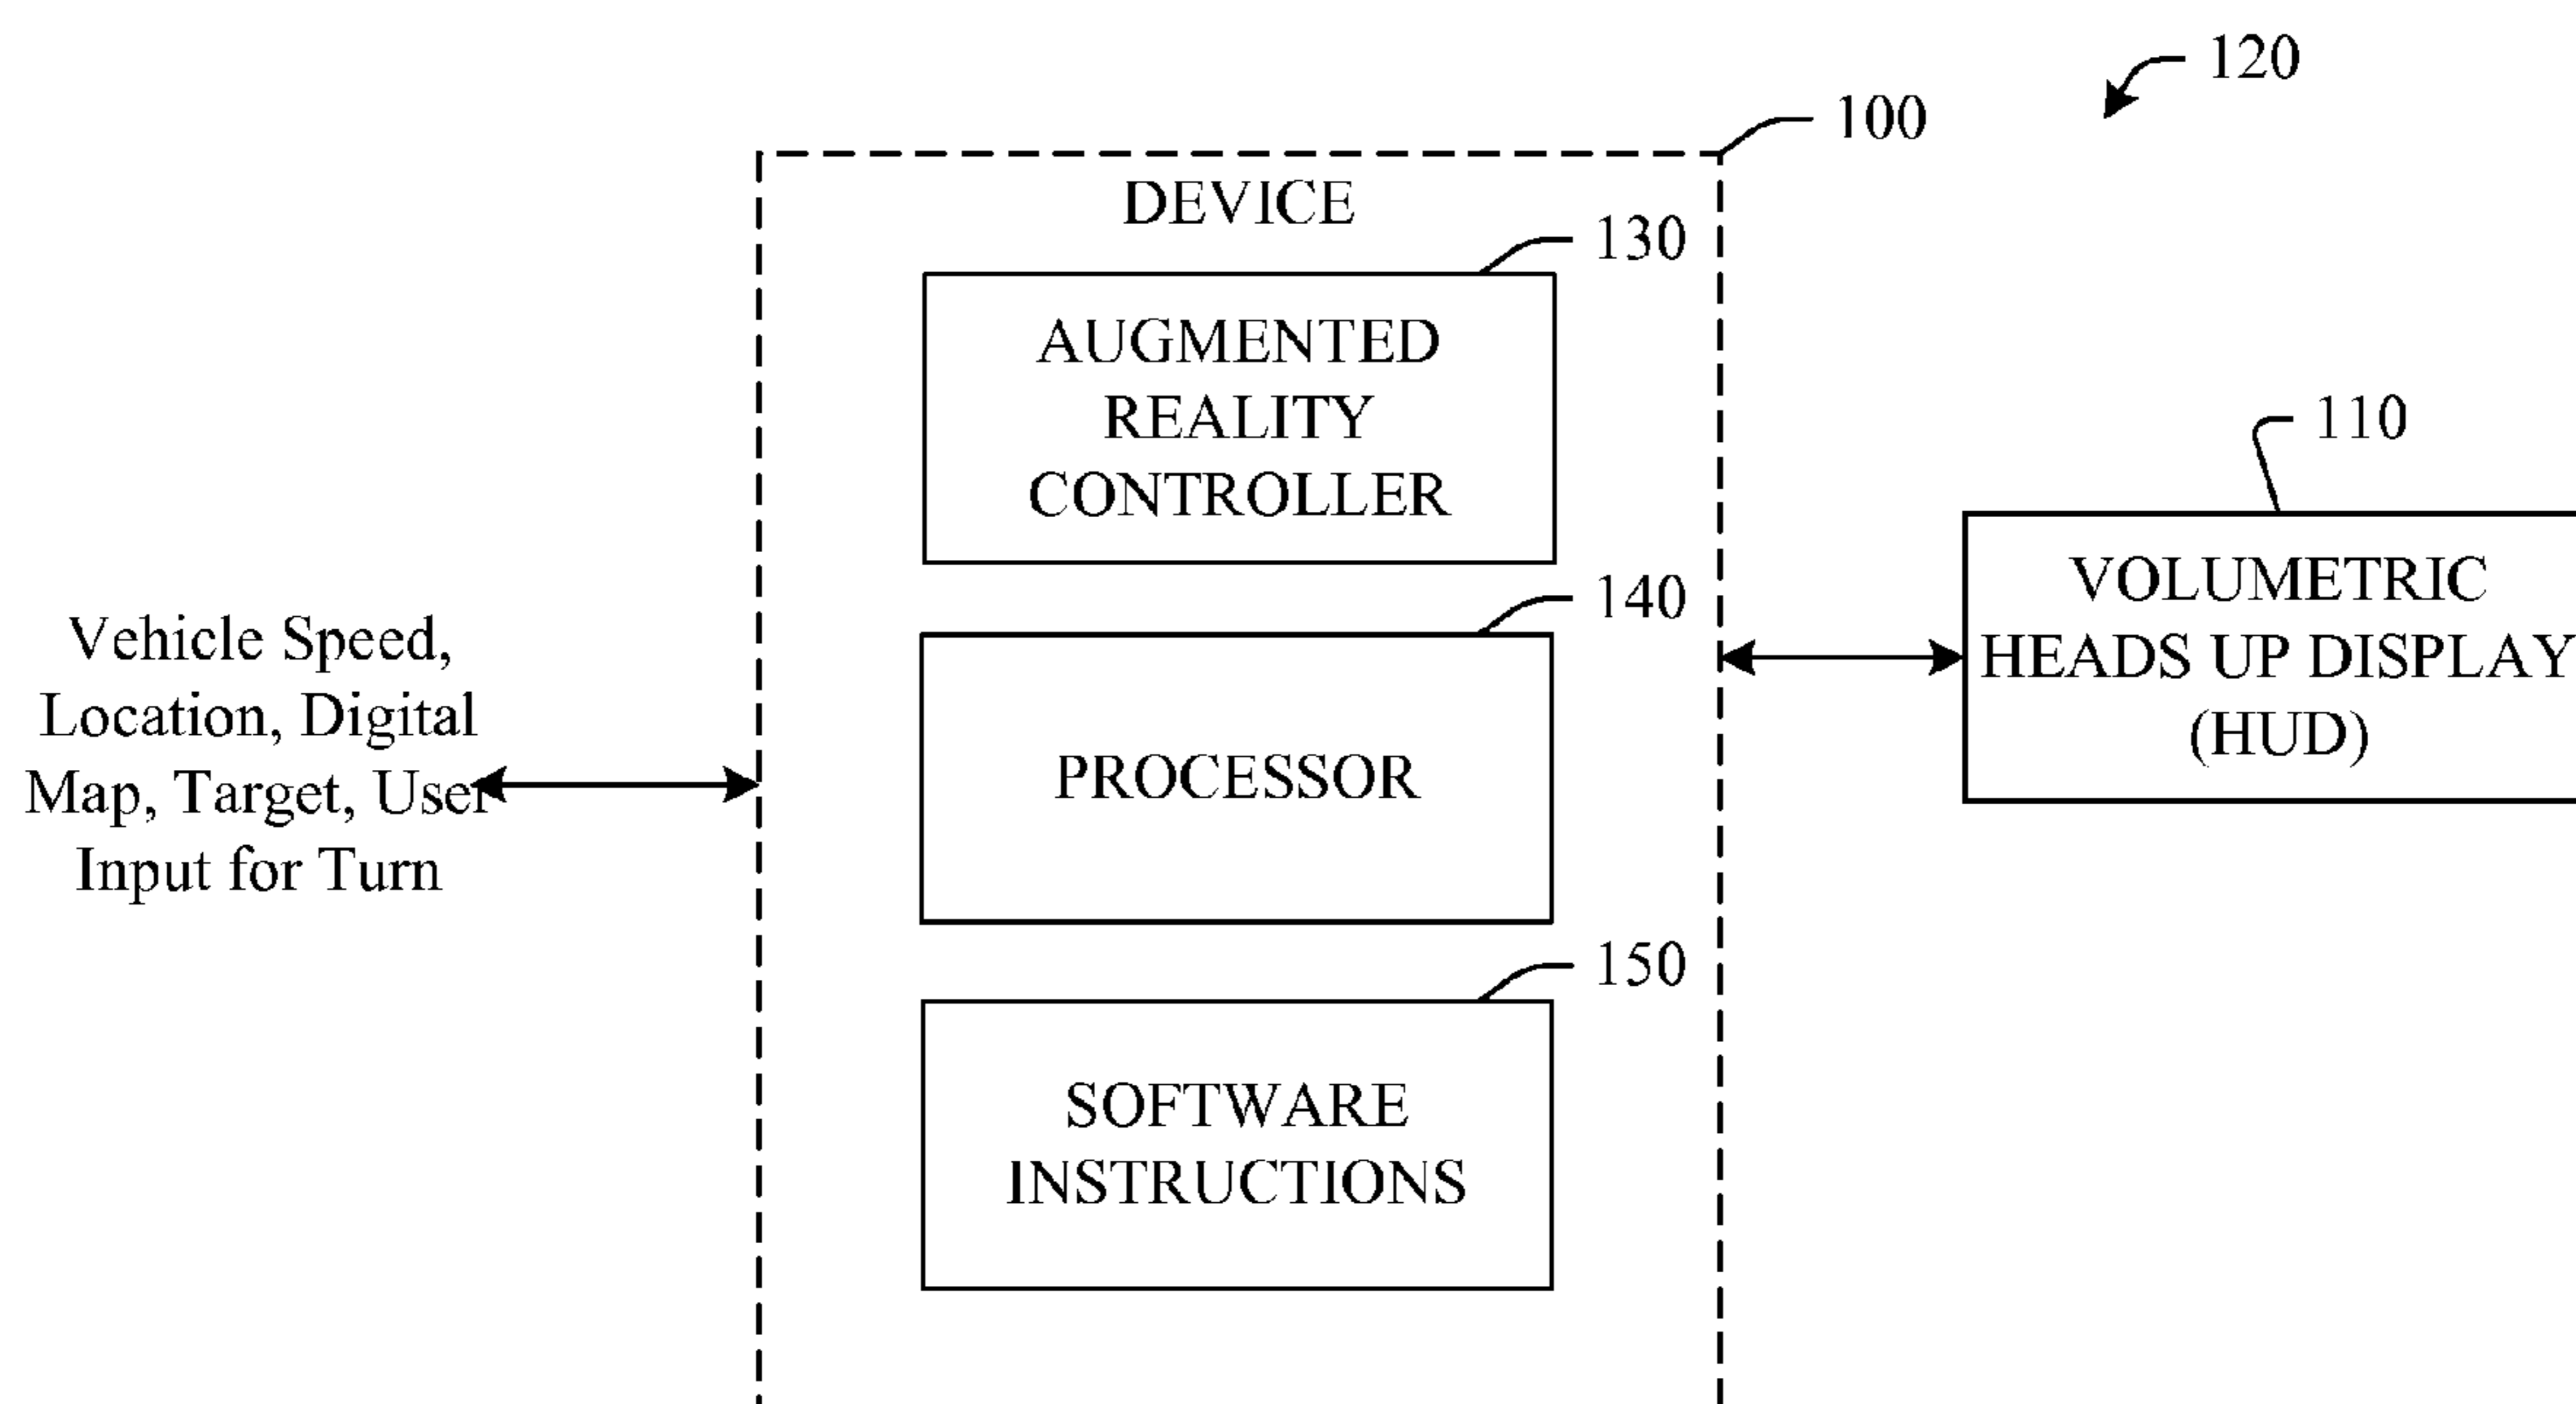 120
100
DEVICE
130
AUGMENTED
REALITY
CONTROLLER
110
VOLUMETRIC
HEADS UP DISPLAY
(HUD)
140
PROCESSOR
Vehicle Speed,
Location, Digital
Map, Target, User
Input for Turn
150
SOFTWARE
INSTRUCTIONS